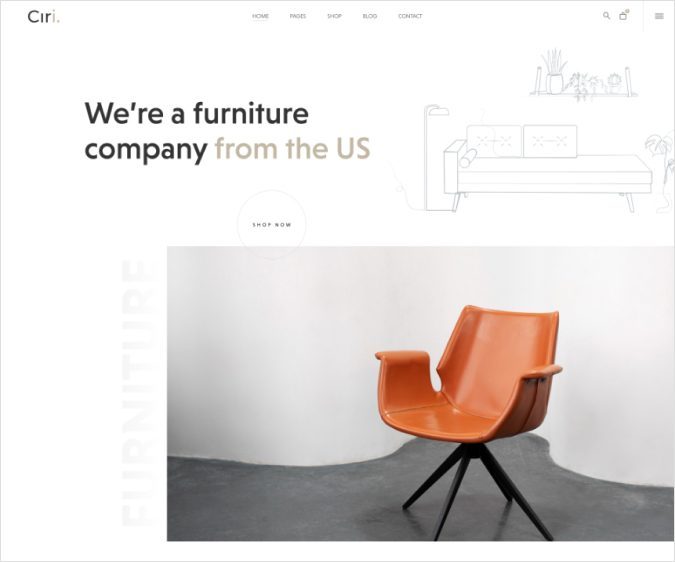 Ciri.
HOME
PAGES
SHOP
BLOG
CONTACT
We're a furniture
company from the US
SHOP NOW
FURNITURE